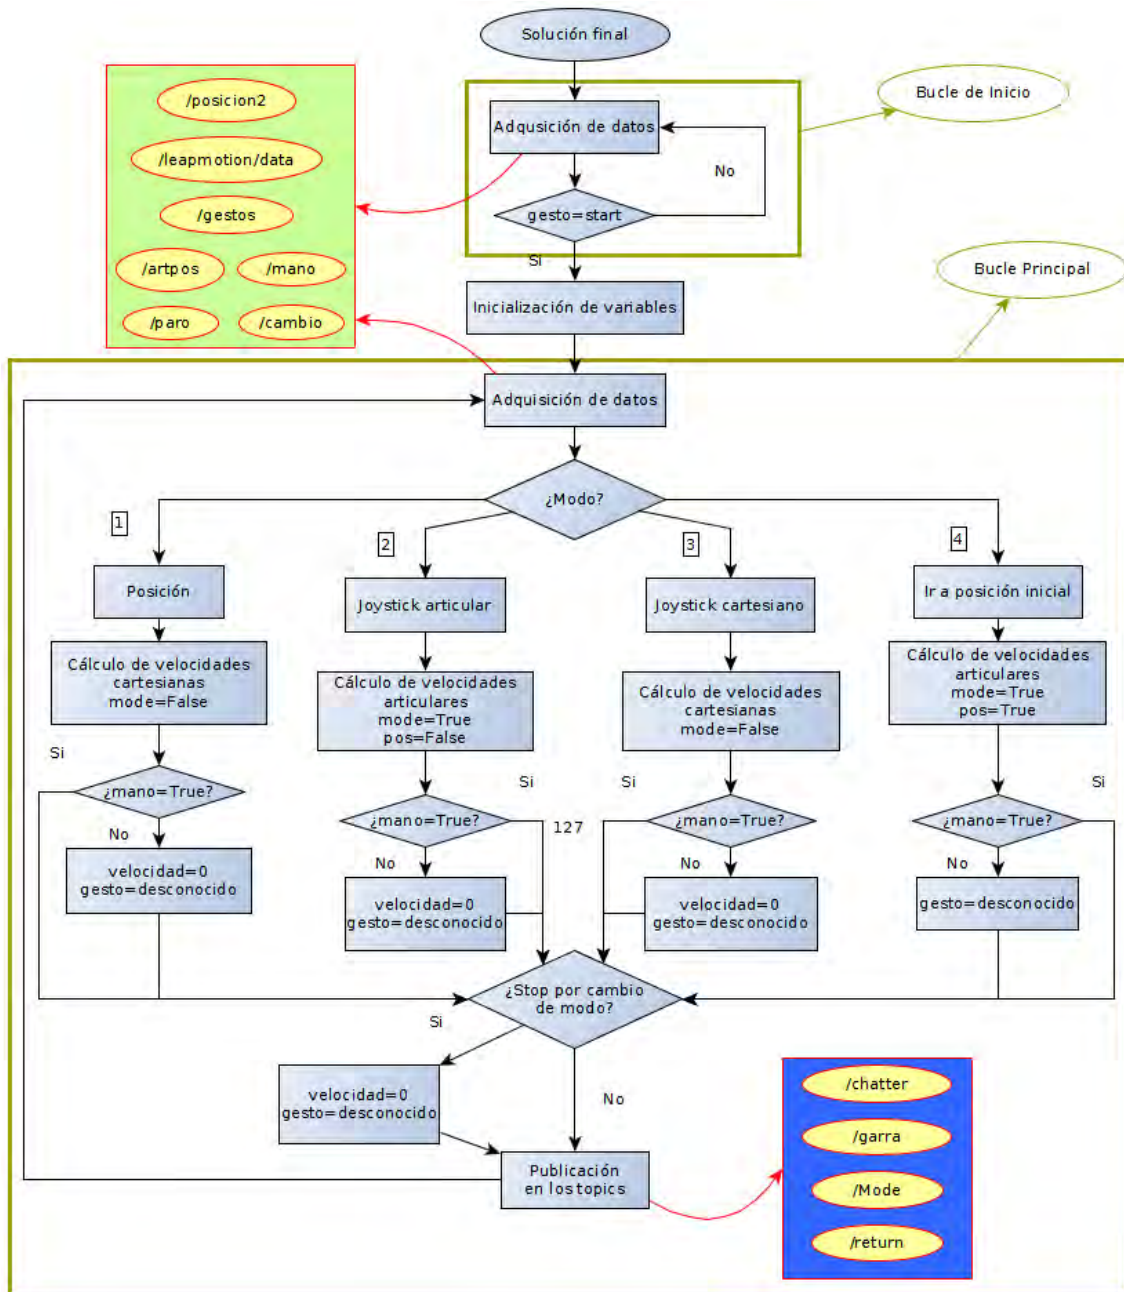 Solución final
Bucle de Inicio
/posicion2
Adqusición de datos
/leapmotion/data
No
/gestos
gesto=start
/artpos
/mano
Si
Bucle Principal
/paro
/cambio
Inicialización de variables
Adquisición de datos
¿Modo?
1
2
3
4
Posición
Joystick articular
Joystick cartesiano
Ir a posición inicial
Cálculo de velocidades
cartesianas
mode=False
Cálculo de velocidades
articulares
mode=True
pos=False
Cálculo de velocidades
cartesianas
mode=False
Cálculo de velocidades
articulares
mode=True
pos=True
Si
¿mano=True?
No
velocidad=0
gesto=desconocido
Si
¿mano=True?
127
No
velocidad=0
gesto=desconocido
Si
¿mano=True?
No
velocidad=0
gesto=desconocido
Si
¿mano=True?
No
gesto=desconocido
¿Stop por cambio
de modo?
Si
velocidad=0
gesto=desconocido
No
Publicación
en los topics
/chatter
/garra
/Mode
/return